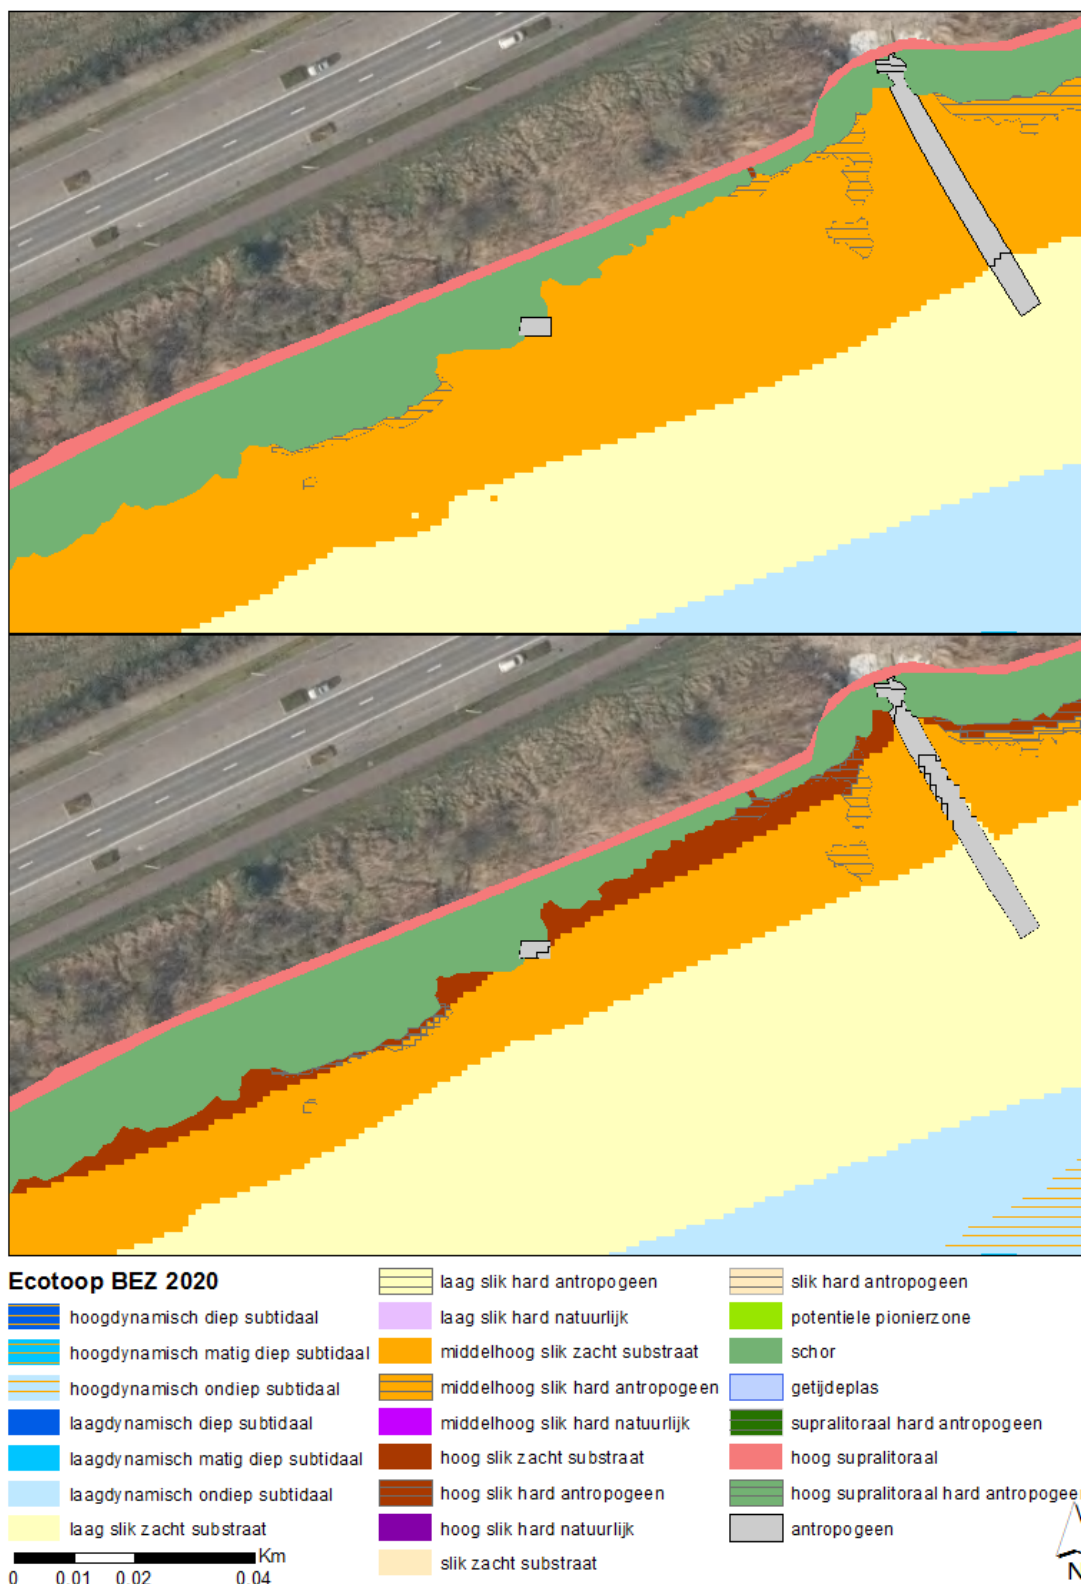 Ecotoop BEZ 2020
hoogdynamisch diep subtidaal
hoogdynamisch matig diep subtidaal
hoogdynamisch ondiep subtidaal
laagdynamisch diep subtidaal
laagdynamisch matig diep subtidaal
laagdynamisch ondiep subtidaal
laag slik zacht substraat
laag slik hard antropogeen
laag slik hard natuurlijk
middelhoog slik zacht substraat
middelhoog slik hard antropogeen
middelhoog slik hard natuurlijk
hoog slik zacht substraat
hoog slik hard antropogeen
hoog slik hard natuurlijk
slik zacht substraat
slik hard antropogeen
potentiele pionierzone
schor
getijdeplas
supralitoraal hard antropogeen
hoog supralitoraal
hoog supralitoraal hard antropogeen
antropogeen
Km
0 0.01 0.02 0.04
N